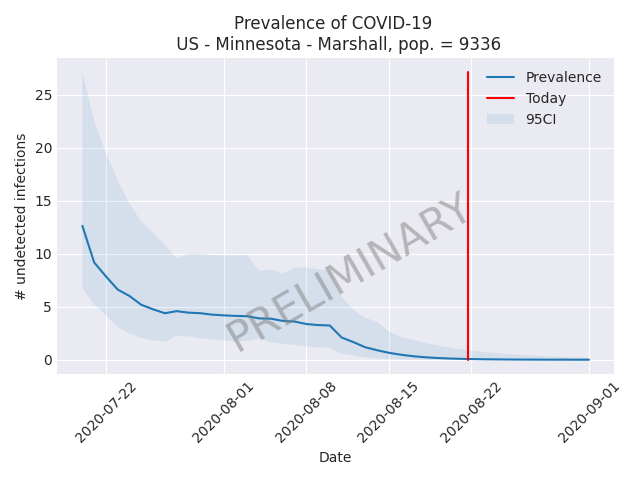 Prevalence of COVID-19
US - Minnesota - Marshall, pop. = 9336
Prevalence
Today
95CI
25
20
15
10
5
0
# undetected infections
PRELIMINARY
2020-07-22
2020-08-01
2020-08-08
2020-08-15
2020-08-22
2020-09-01
Date